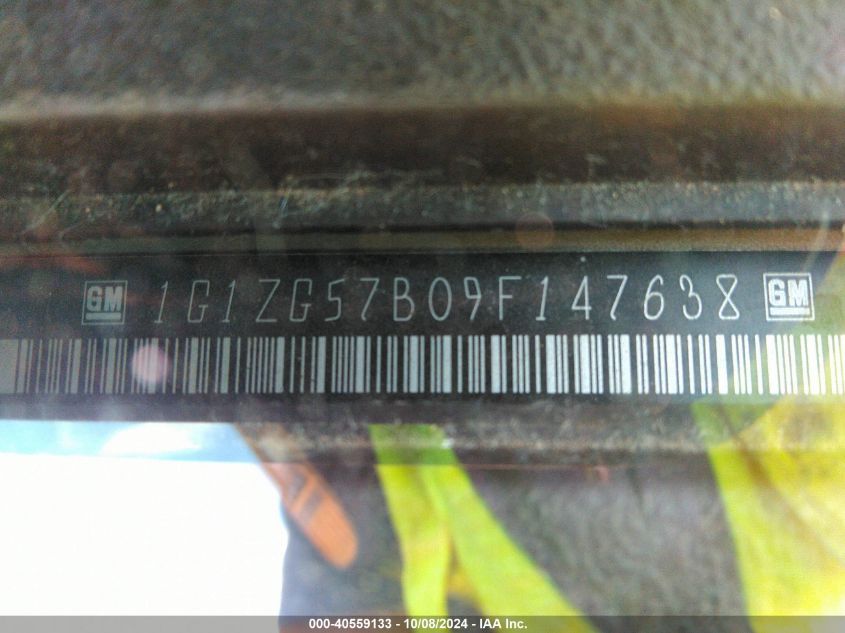 GM 1G1ZG57B09F147638 GM
000-40559133 - 10/08/2024 - IAA Inc.